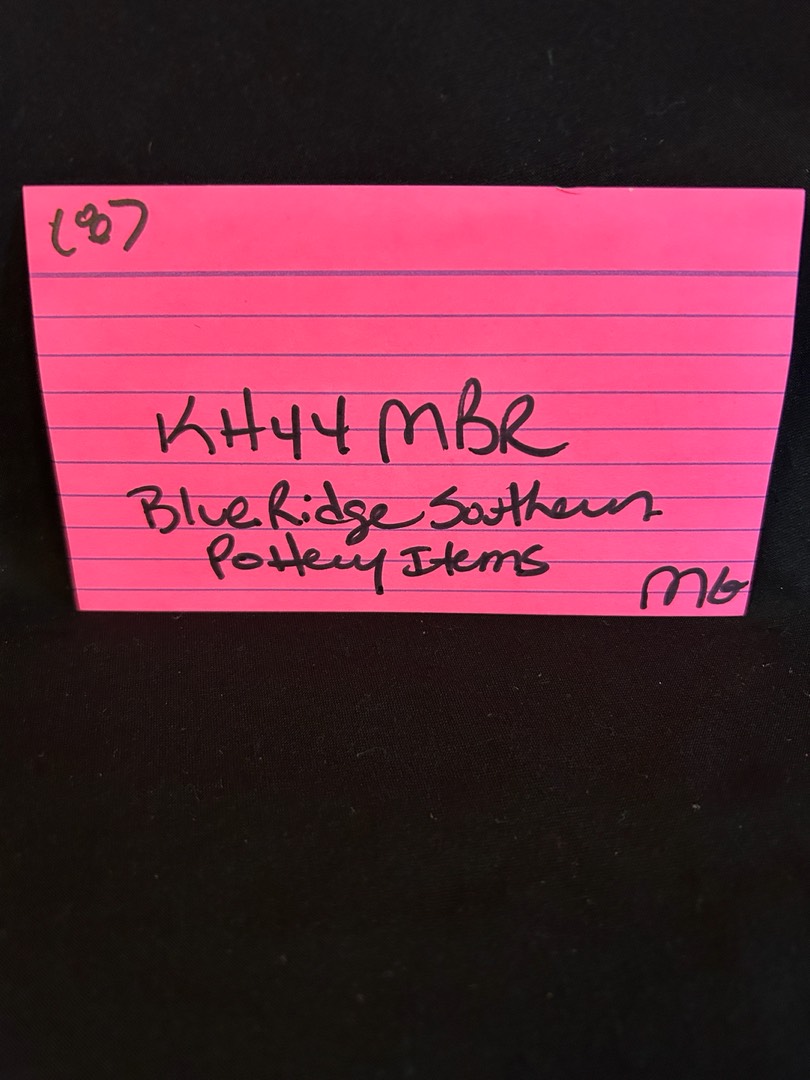 (8)
KH44 MBR
Blue Ridge Southern
Pottery Items
MG